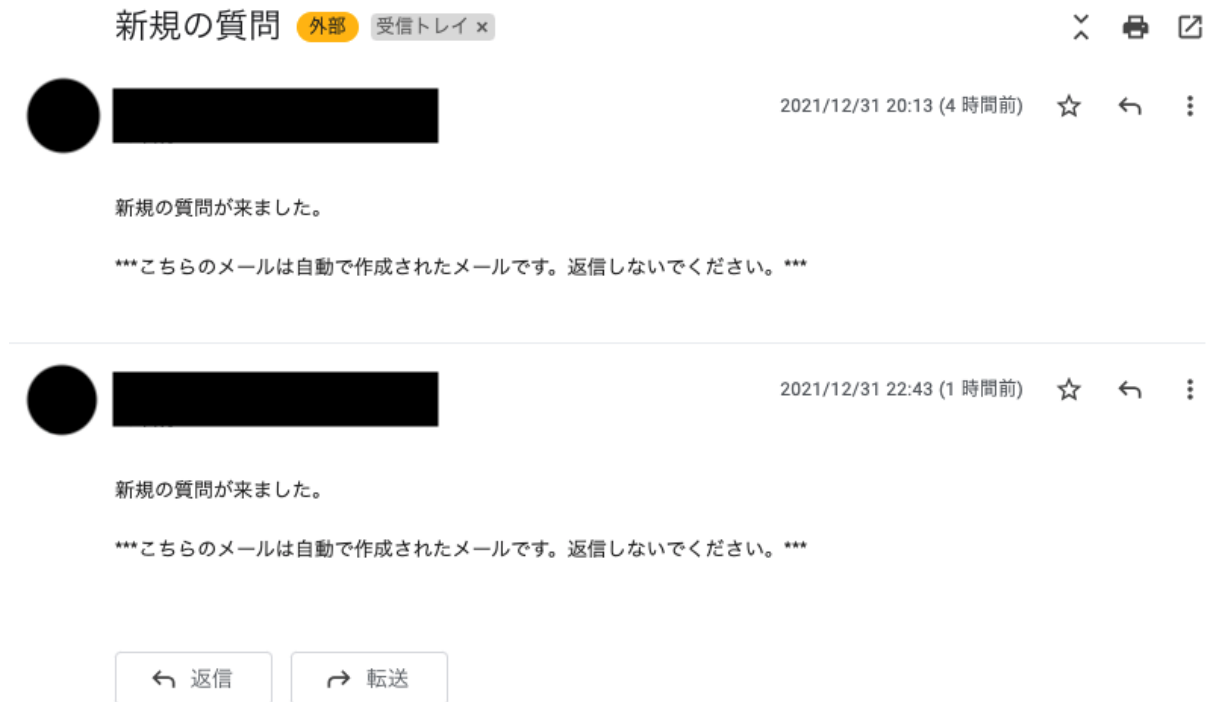 新規の質問 外部 受信トレイ ×
2021/12/31 20:13 (4 時間前)
新規の質問が来ました。
***こちらのメールは自動で作成されたメールです。返信しないでください。***
2021/12/31 22:43 (1 時間前)
新規の質問が来ました。
***こちらのメールは自動で作成されたメールです。返信しないでください。***
返信 転送